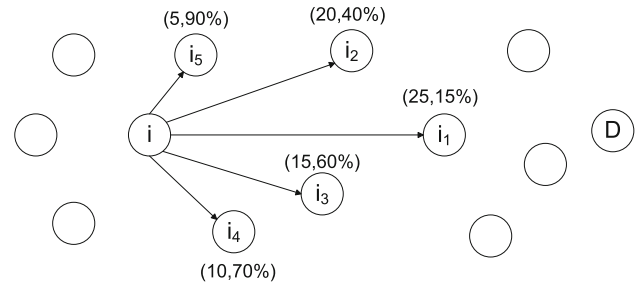 (5,90%)
(20,40%)
i5
i2
(25,15%)
i
i1
D
(15,60%)
i3
i4
(10,70%)